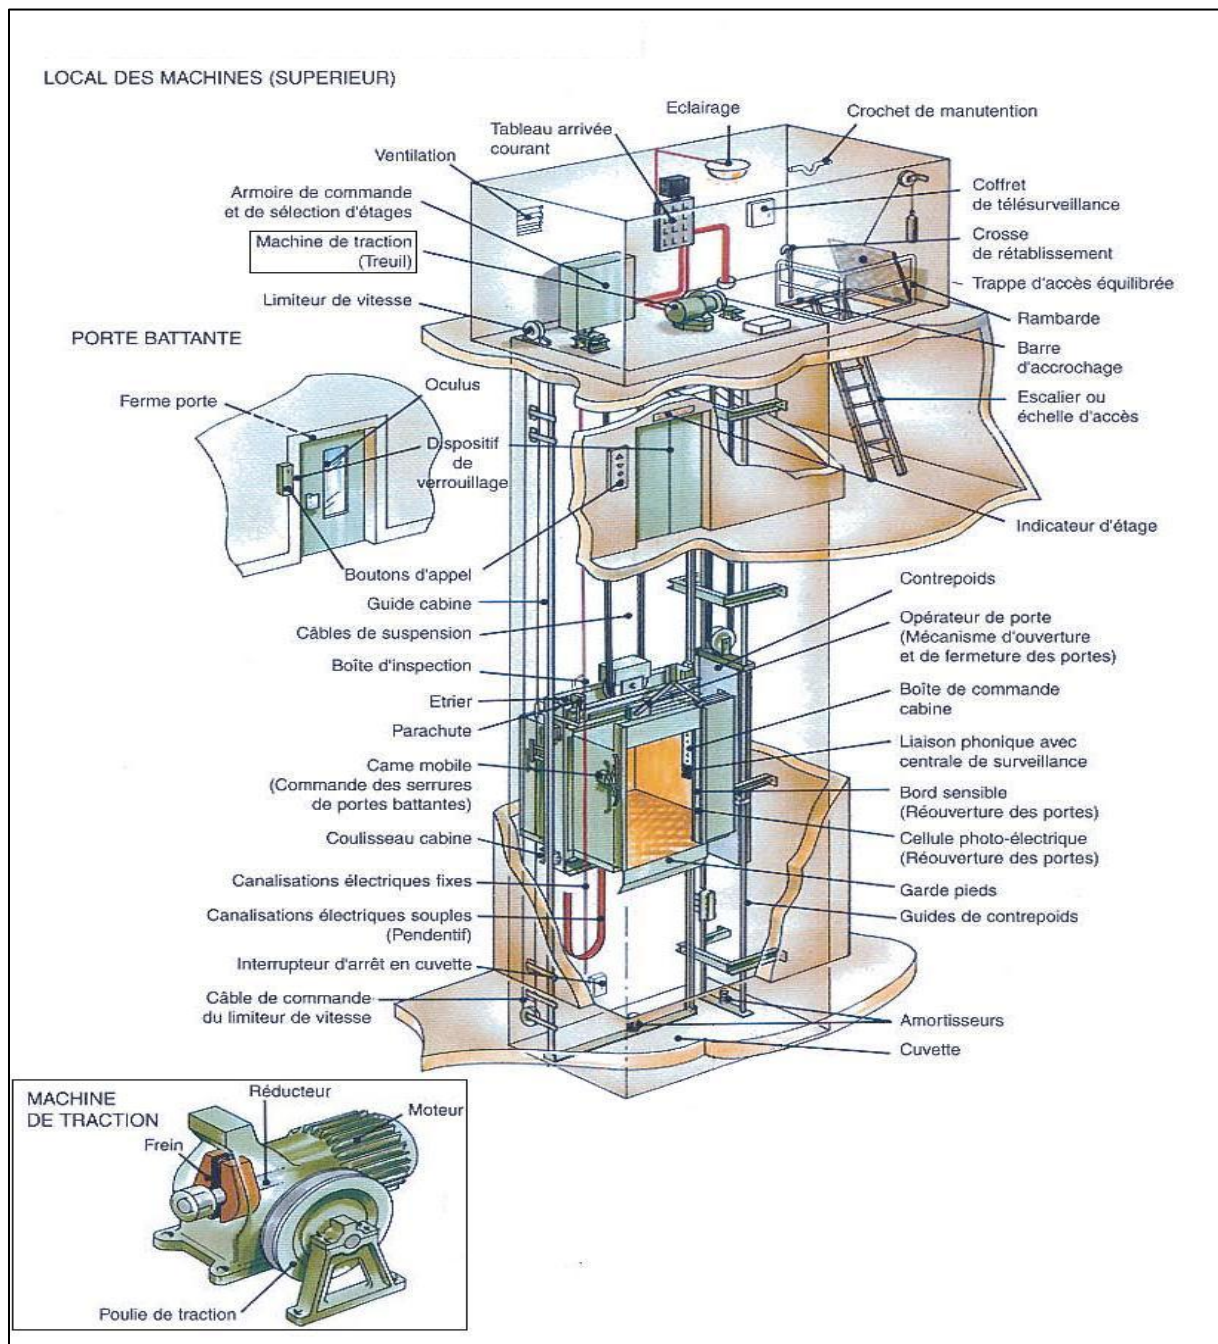 LOCAL DES MACHINES (SUPERIEUR)
Eclairage
Crochet de manutention
Tableau arrivée
courant
Ventilation
Armoire de commande
et de sélection d'étages
Coffret
de télésurveillance
Machine de traction
(Treuil)
Crosse
de rétablissement
Limiteur de vitesse
Trappe d'accès équilibrée
Rambarde
PORTE BATTANTE
Barre
d'accrochage
Oculus
Ferme porte
Escalier ou
échelle d'accès
Dispositif
de
verrouillage
Indicateur d'étage
Boutons d'appel
Contrepoids
Guide cabine
Câbles de suspension
Opérateur de porte
(Mécanisme d'ouverture
et de fermeture des portes)
Boîte d'inspection
Etrier
Boîte de commande
cabine
Parachute
Liaison phonique avec
centrale de surveillance
Came mobile
(Commande des serrures
de portes battantes)
Bord sensible
(Réouverture des portes)
Coulisseau cabine
Cellule photo-électrique
(Réouverture des portes)
Canalisations électriques fixes
Garde pieds
Canalisations électriques souples
(Pendentif)
Guides de contrepoids
Interrupteur d'arrêt en cuvette
Câble de commande
du limiteur de vitesse
Amortisseurs
Cuvette
MACHINE
DE TRACTION
Réducteur
Moteur
Frein
Poulie de traction